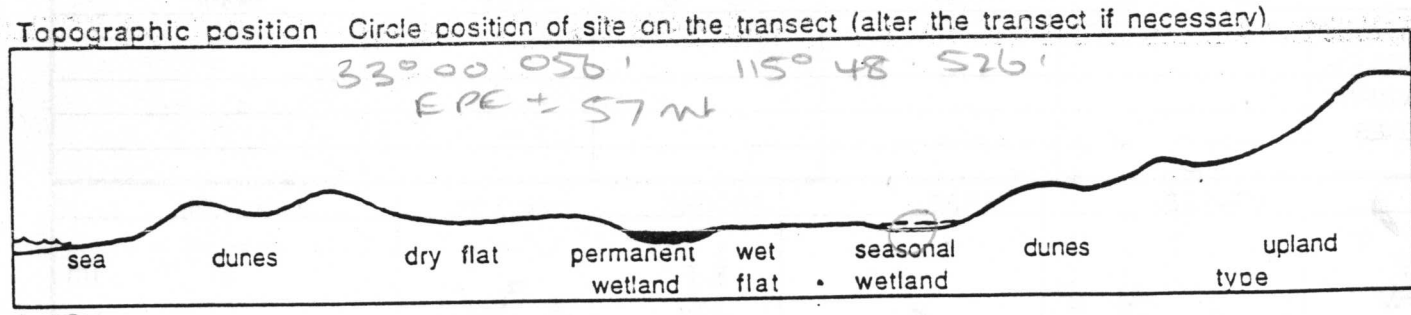 Topographic position Circle position of site on the transect (alter the transect if necessary)
33° 00.056' 115° 48.526'
EPE ± 57 mt
sea dunes dry flat permanent wet seasonal dunes upland
wetland flat . wetland type